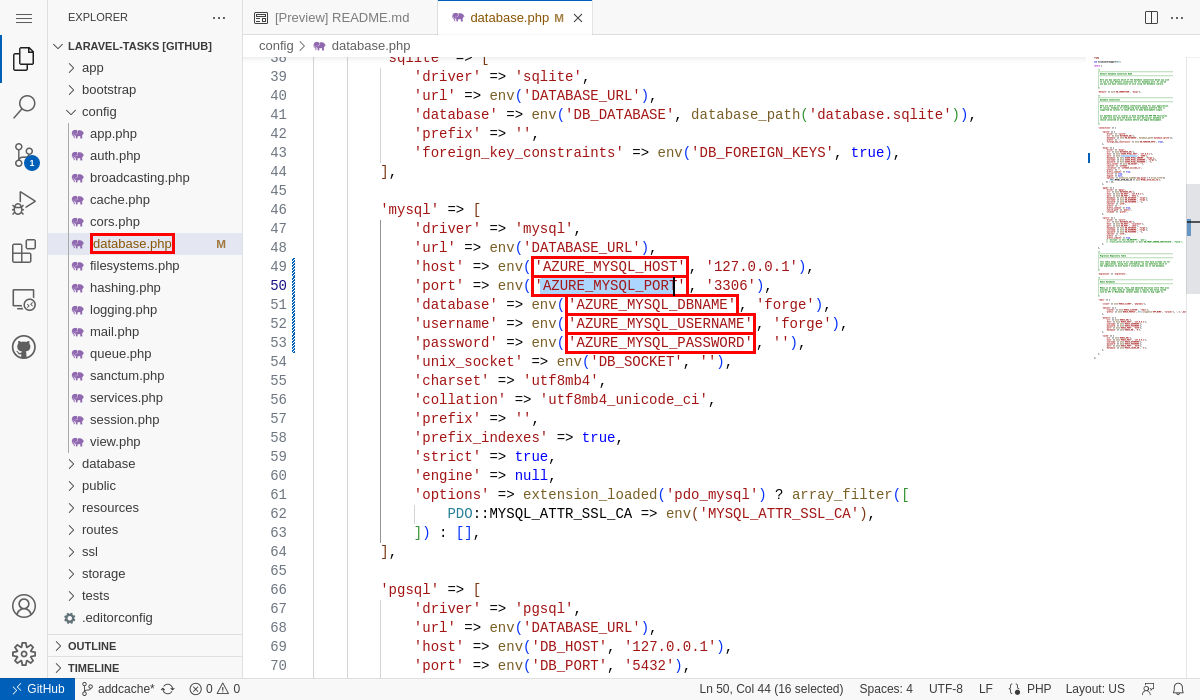 EXPLORER
LARAVEL-TASKS [GITHUB]
app
bootstrap
config
app.php
auth.php
broadcasting.php
cache.php
cors.php
database.php M
filesystems.php
hashing.php
logging.php
mail.php
queue.php
sanctum.php
services.php
session.php
view.php
database
public
resources
routes
ssl
storage
tests
.editorconfig
OUTLINE
TIMELINE
1
[Preview] README.md
database.php M
config > database.php
38 'sqlite' => [
39 'driver' => 'sqlite',
40 'url' => env('DATABASE_URL'),
41 'database' => env('DB_DATABASE', database_path('database.sqlite')),
42 'prefix' => '',
43 'foreign_key_constraints' => env('DB_FOREIGN_KEYS', true),
44 ],
45
46 'mysql' => [
47 'driver' => 'mysql',
48 'url' => env('DATABASE_URL'),
49 'host' => env('AZURE_MYSQL_HOST', '127.0.0.1'),
50 'port' => env('AZURE_MYSQL_PORT', '3306'),
51 'database' => env('AZURE_MYSQL_DBNAME', 'forge'),
52 'username' => env('AZURE_MYSQL_USERNAME', 'forge'),
53 'password' => env('AZURE_MYSQL_PASSWORD', ''),
54 'unix_socket' => env('DB_SOCKET', ''),
55 'charset' => 'utf8mb4',
56 'collation' => 'utf8mb4_unicode_ci',
57 'prefix' => '',
58 'prefix_indexes' => true,
59 'strict' => true,
60 'engine' => null,
61 'options' => extension_loaded('pdo_mysql') ? array_filter([
62 PDO::MYSQL_ATTR_SSL_CA => env('MYSQL_ATTR_SSL_CA'),
63 ]) : [],
64 ],
65
66 'pgsql' => [
67 'driver' => 'pgsql',
68 'url' => env('DATABASE_URL'),
69 'host' => env('DB_HOST', '127.0.0.1'),
70 'port' => env('DB_PORT', '5432'),
GitHub addcache* 0 0 Ln 50, Col 44 (16 selected) Spaces: 4 UTF-8 LF PHP Layout: US